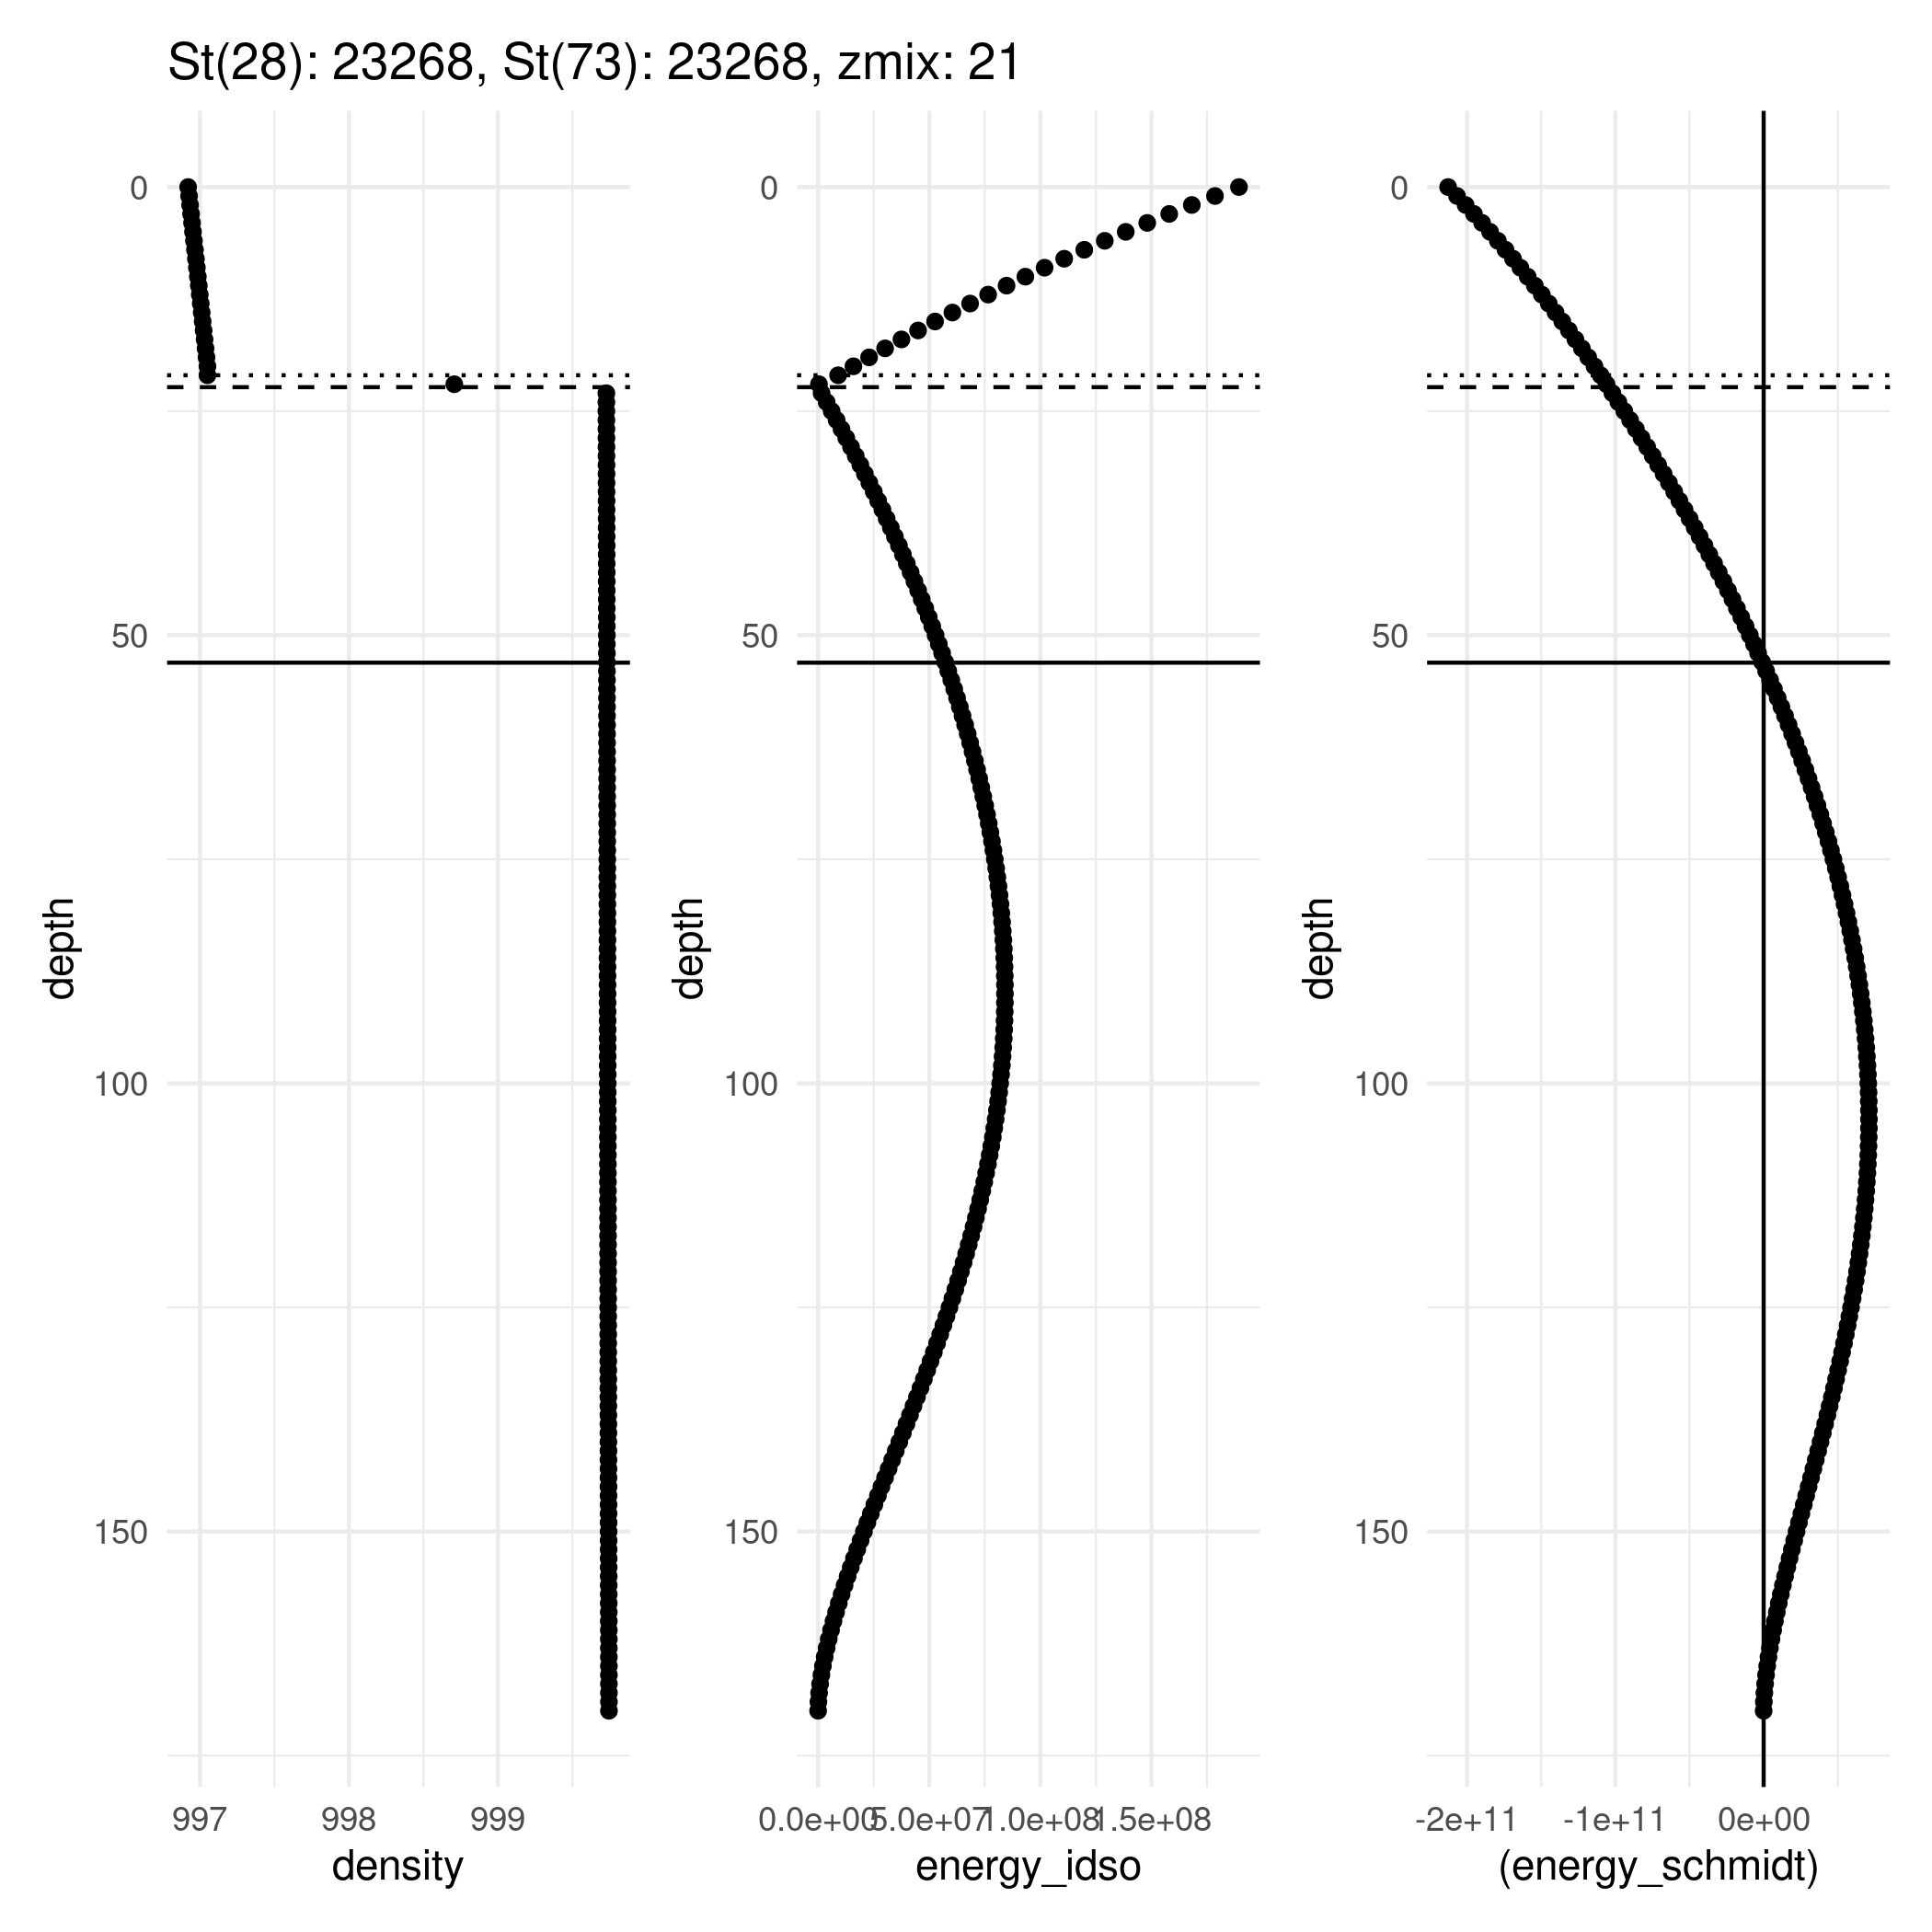 St(28): 23268, St(73): 23268, zmix: 21
0
50
100
150
depth
997
998
999
density
0
50
100
150
depth
0.0e+00
5.0e+07
1.0e+08
1.5e+08
energy_idso
0
50
100
150
depth
-2e+11
-1e+11
0e+00
(energy_schmidt)